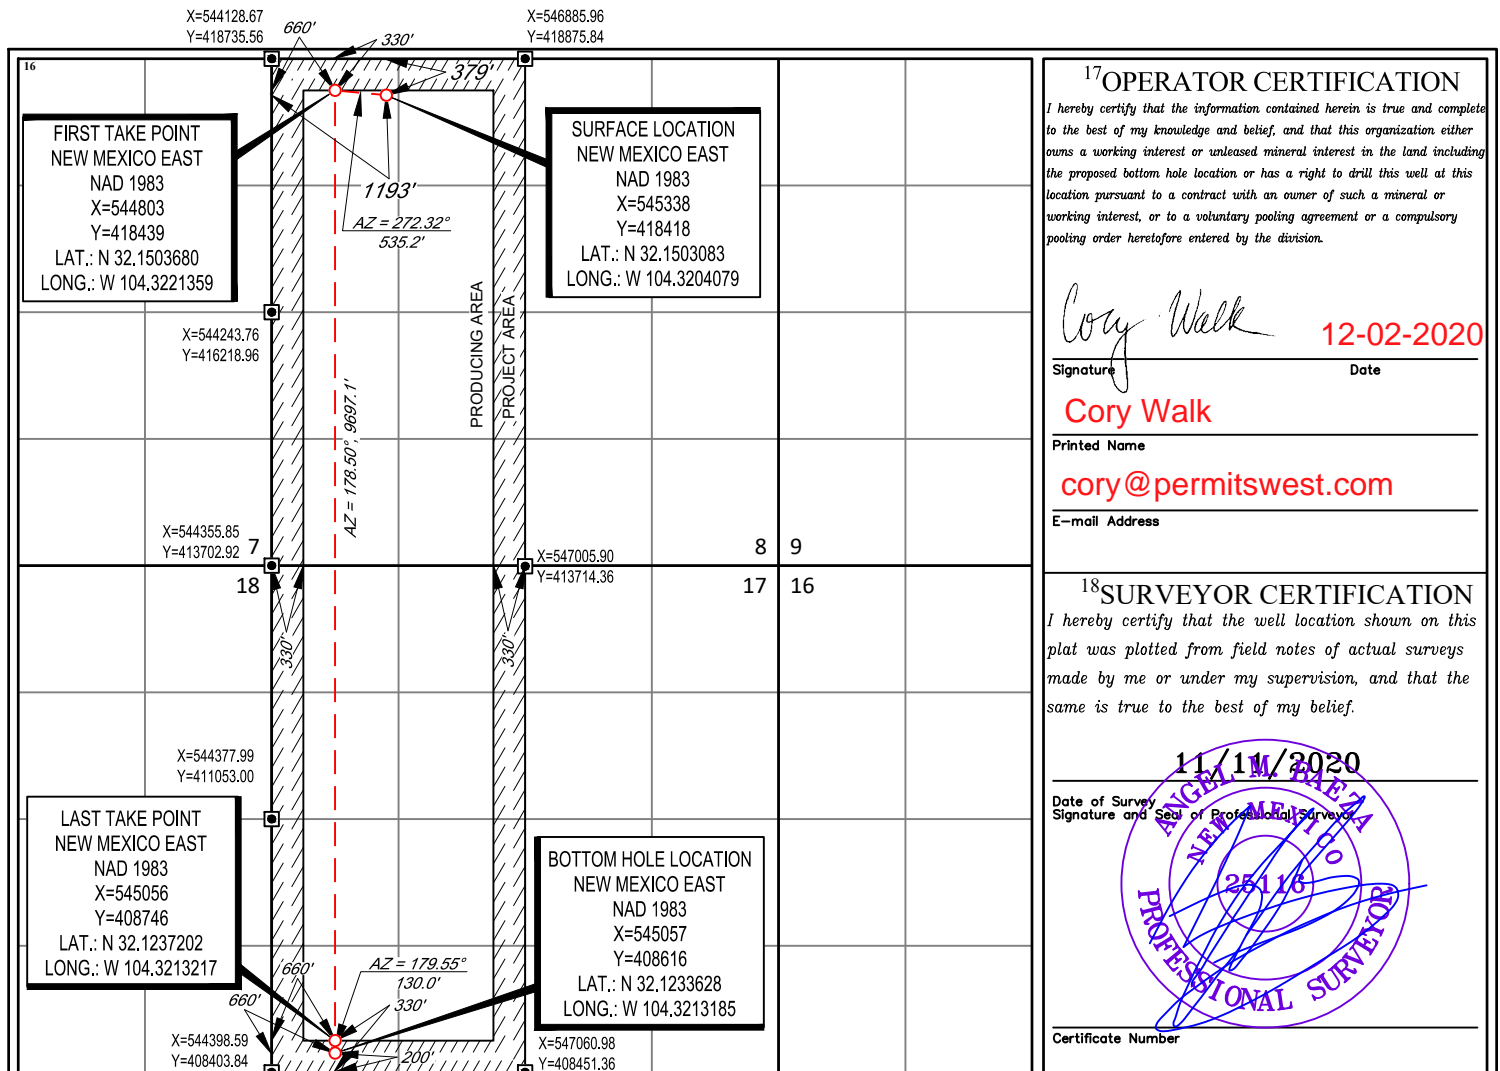 X=544128.67
Y=418735.56
660'
330'
X=546885.96
Y=418875.84
16
379'
FIRST TAKE POINT
NEW MEXICO EAST
NAD 1983
X=544803
Y=418439
LAT.: N 32.1503680
LONG.: W 104.3221359
SURFACE LOCATION
NEW MEXICO EAST
NAD 1983
X=545338
Y=418418
LAT.: N 32.1503083
LONG.: W 104.3204079
1193'
AZ = 272.32°
535.2'
X=544243.76
Y=416218.96
PRODUCING AREA
PROJECT AREA
AZ = 178.50°, 9697.1'
X=544355.85
Y=413702.92
7
18
X=547005.90
Y=413714.36
8
9
17
16
330'
330'
X=544377.99
Y=411053.00
LAST TAKE POINT
NEW MEXICO EAST
NAD 1983
X=545056
Y=408746
LAT.: N 32.1237202
LONG.: W 104.3213217
BOTTOM HOLE LOCATION
NEW MEXICO EAST
NAD 1983
X=545057
Y=408616
LAT.: N 32.1233628
LONG.: W 104.3213185
660'
AZ = 179.55°
130.0'
330'
660'
200'
X=544398.59
Y=408403.84
X=547060.98
Y=408451.36
17 OPERATOR CERTIFICATION
I hereby certify that the information contained herein is true and complete
to the best of my knowledge and belief, and that this organization either
owns a working interest or unleased mineral interest in the land including
the proposed bottom hole location or has a right to drill this well at this
location pursuant to a contract with an owner of such a mineral or
working interest, or to a voluntary pooling agreement or a compulsory
pooling order heretofore entered by the division.
Cory Walk
12-02-2020
Signature
Date
Cory Walk
Printed Name
cory@permitswest.com
E-mail Address
18 SURVEYOR CERTIFICATION
I hereby certify that the well location shown on this
plat was plotted from field notes of actual surveys
made by me or under my supervision, and that the
same is true to the best of my belief.
11/11/2020
Date of Survey
Signature and Seal of Professional Surveyor
ANGEL M. BAEZA
NEW MEXICO
25116
PROFESSIONAL SURVEYOR
Certificate Number